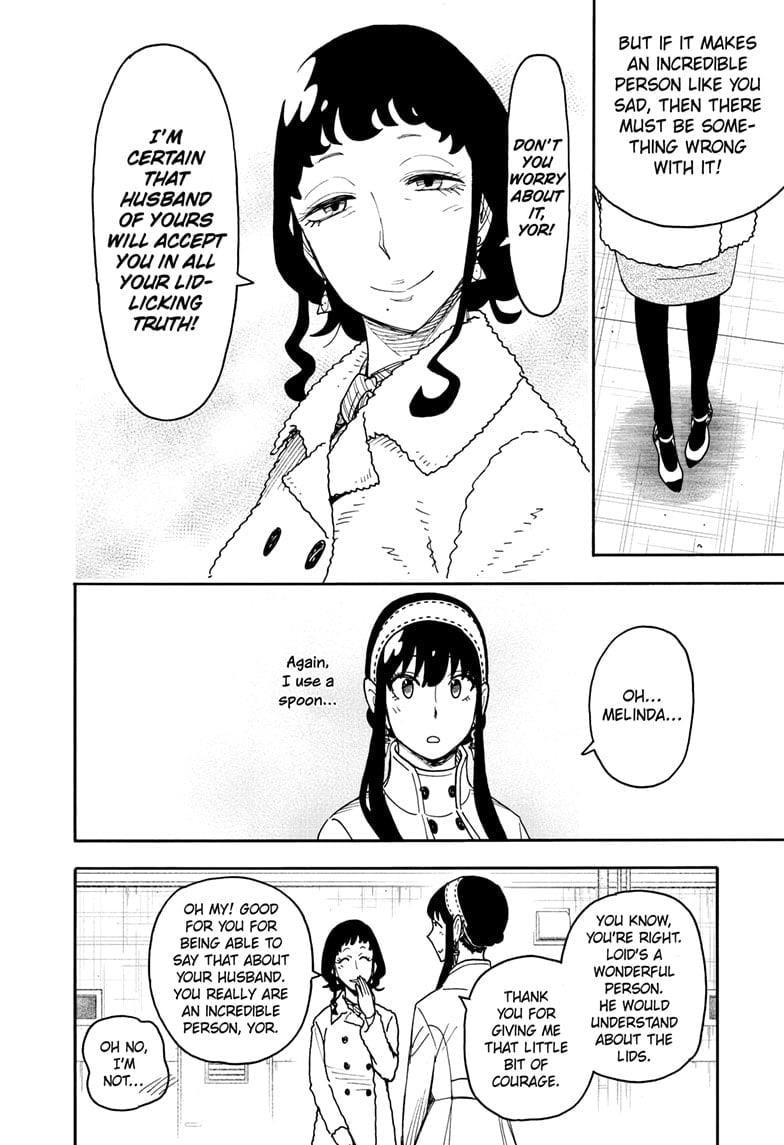 BUT IF IT MAKES
AN INCREDIBLE
PERSON LIKE YOU
SAD, THEN THERE
MUST BE SOME-
THING WRONG
WITH IT!
DON'T
YOU
WORRY
ABOUT
IT,
YOR!
I'M
CERTAIN
THAT
HUSBAND
OF YOURS
WILL ACCEPT
YOU IN ALL
YOUR LID-
LICKING
TRUTH!
OH...
MELINDA...
Again,
I use a
spoon...
YOU KNOW,
YOU'RE RIGHT.
LOID'S A
WONDERFUL
PERSON.
HE WOULD
UNDERSTAND
ABOUT THE
LIDS.
THANK
YOU FOR
GIVING ME
THAT LITTLE
BIT OF
COURAGE.
OH MY! GOOD
FOR YOU FOR
BEING ABLE TO
SAY THAT ABOUT
YOUR HUSBAND.
YOU REALLY ARE
AN INCREDIBLE
PERSON, YOR.
OH NO,
I'M
NOT...